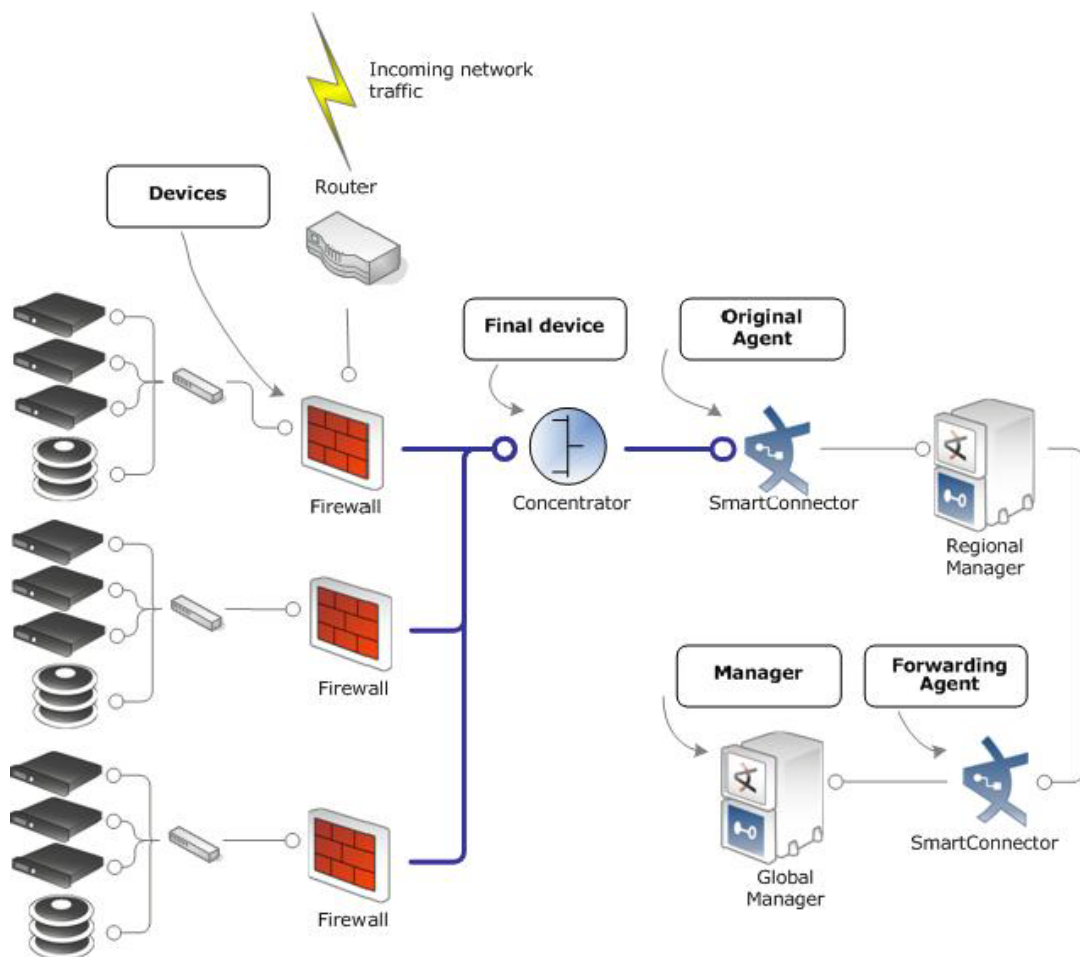 Incoming network
traffic
Devices
Router
Final device
Original
Agent
Firewall
Concentrator
SmartConnector
Regional
Manager
Firewall
Manager
Forwarding
Agent
SmartConnector
Global
Manager
Firewall